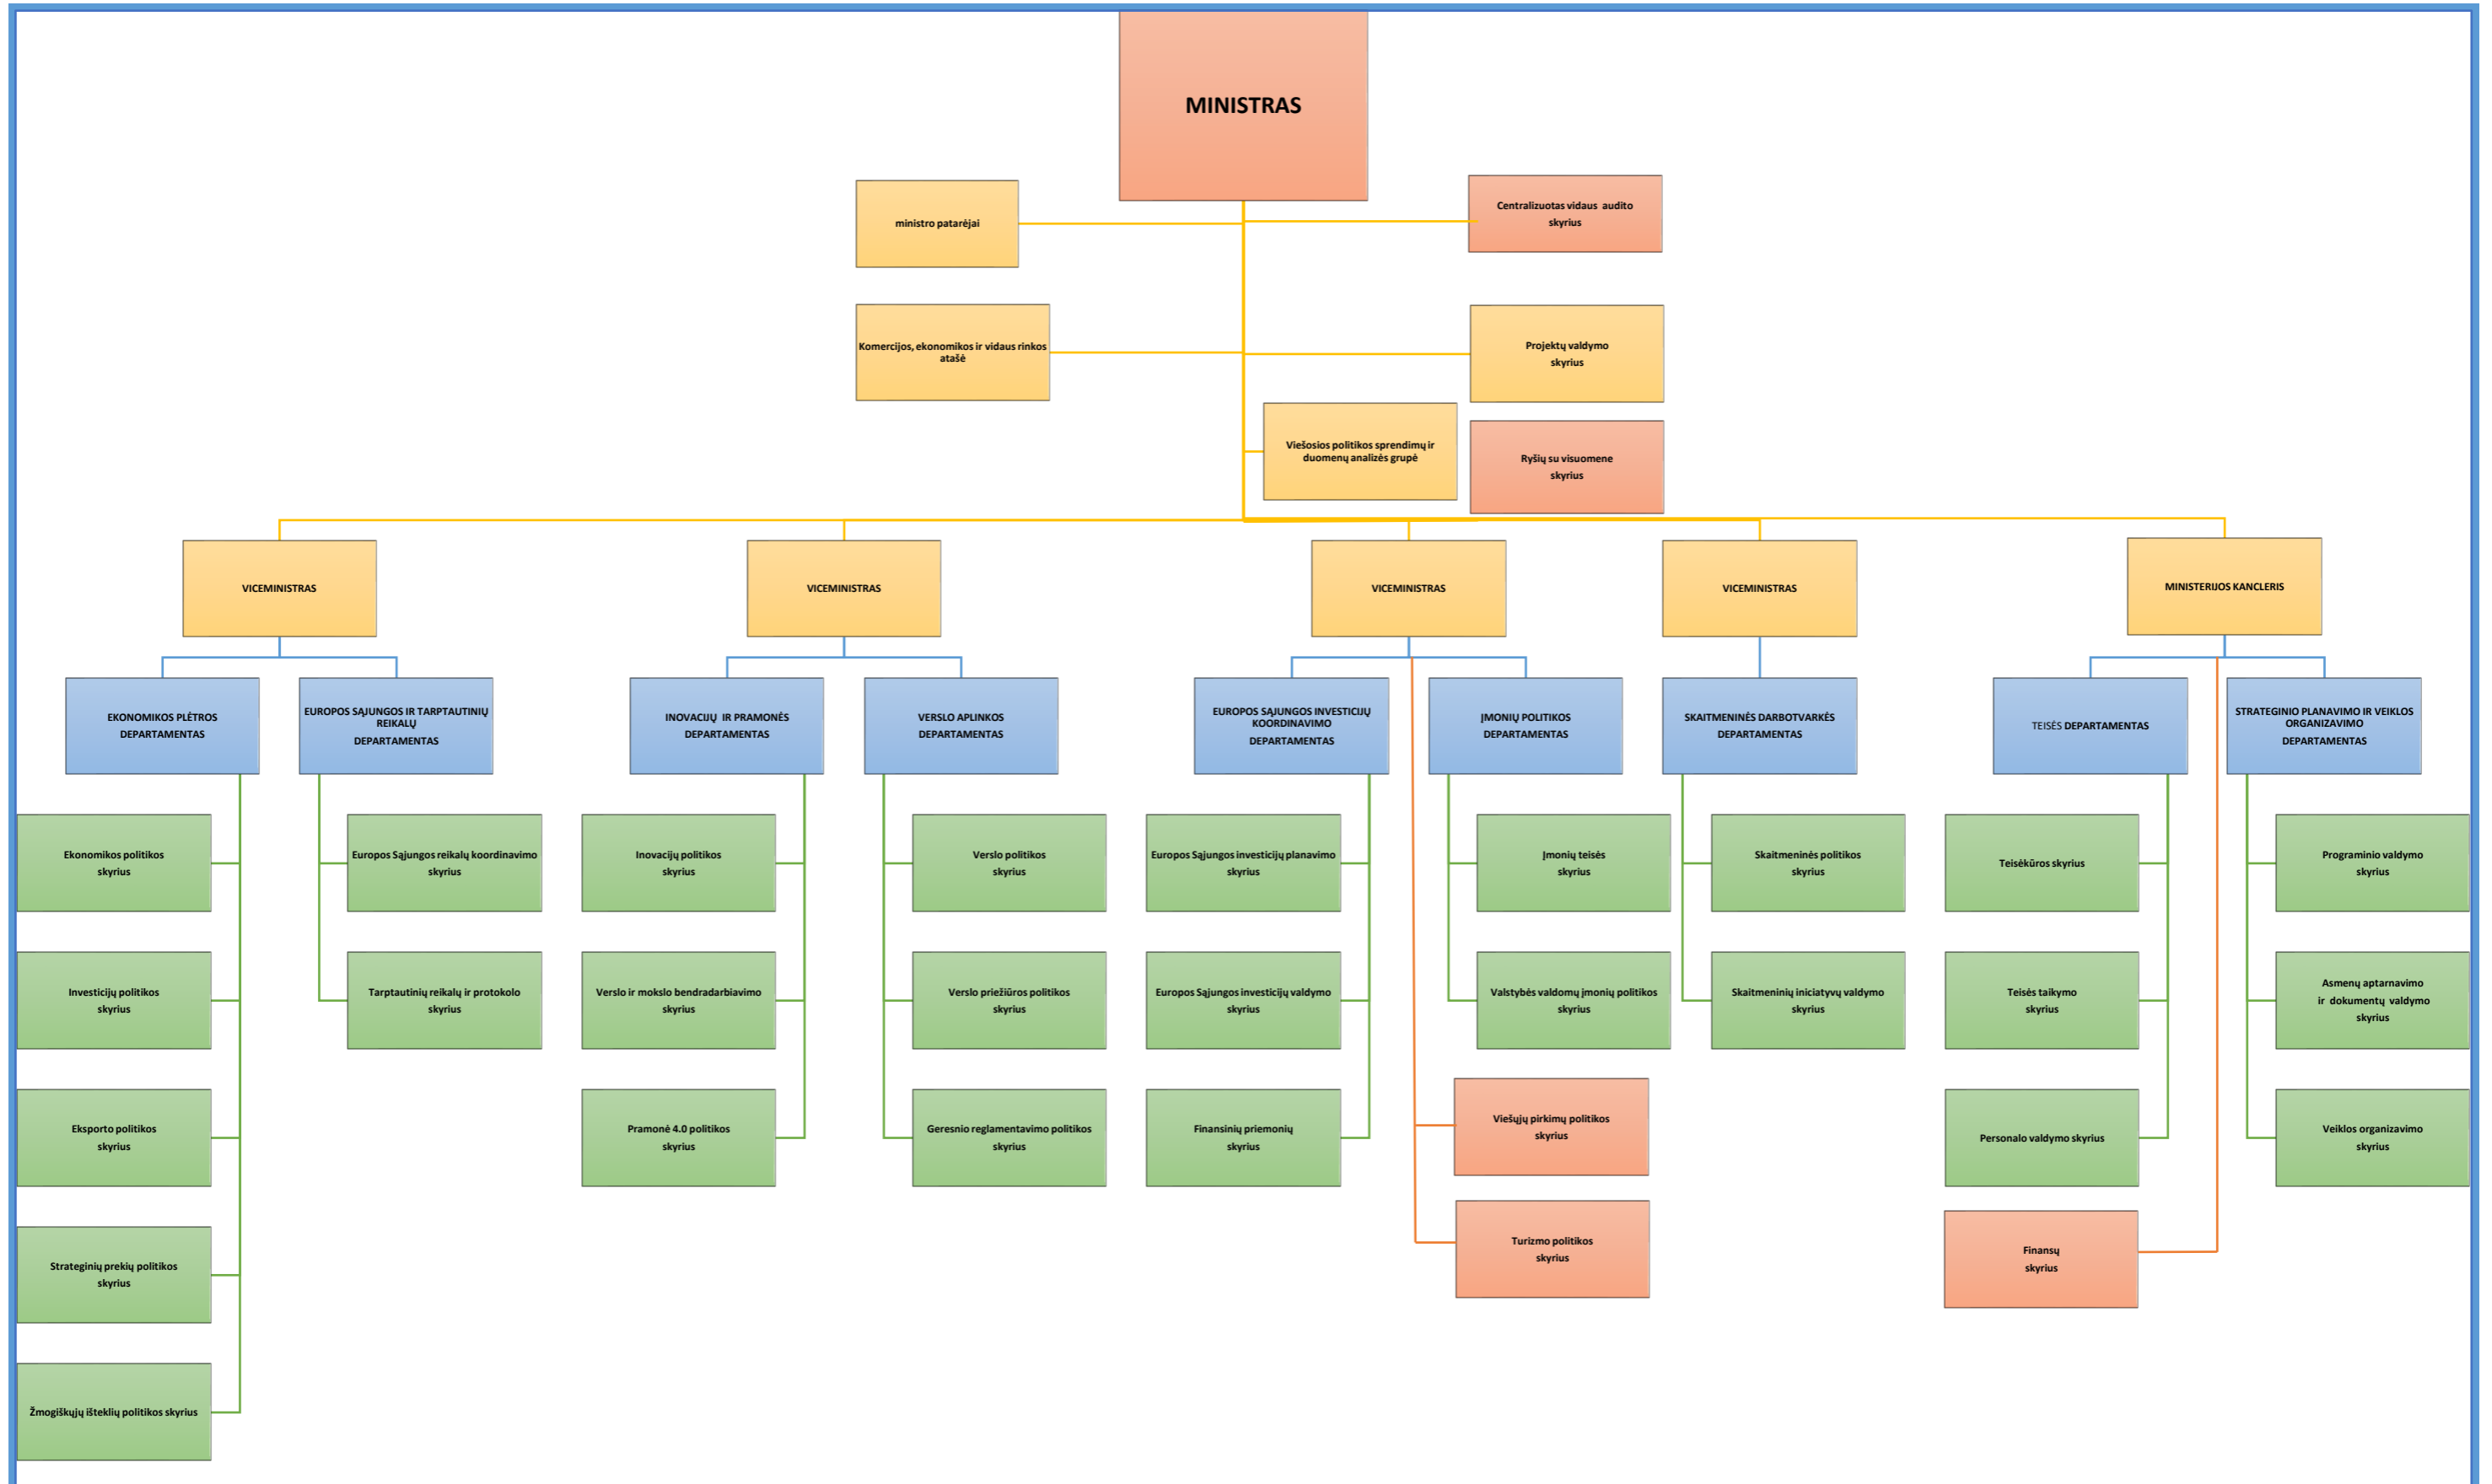 MINISTRAS
ministro patarėjai
Centralizuotas vidaus audito
skyrius
Komercijos, ekonomikos ir vidaus rinkos
atašė
Projektų valdymo
skyrius
Viešosios politikos sprendimų ir
duomenų analizės grupė
Ryšių su visuomene
skyrius
VICEMINISTRAS
VICEMINISTRAS
VICEMINISTRAS
VICEMINISTRAS
MINISTERIJOS KANCLERIS
EKONOMIKOS PLĖTROS
DEPARTAMENTAS
EUROPOS SĄJUNGOS IR TARPTAUTINIŲ
REIKALŲ
DEPARTAMENTAS
INOVACIJŲ IR PRAMONĖS
DEPARTAMENTAS
VERSLO APLINKOS
DEPARTAMENTAS
EUROPOS SĄJUNGOS INVESTICIJŲ
KOORDINAVIMO
DEPARTAMENTAS
ĮMONIŲ POLITIKOS
DEPARTAMENTAS
SKAITMENINĖS DARBOTVARKĖS
DEPARTAMENTAS
TEISĖS DEPARTAMENTAS
STRATEGINIO PLANAVIMO IR VEIKLOS
ORGANIZAVIMO
DEPARTAMENTAS
Ekonomikos politikos
skyrius
Europos Sąjungos reikalų koordinavimo
skyrius
Inovacijų politikos
skyrius
Verslo politikos
skyrius
Europos Sąjungos investicijų planavimo
skyrius
Įmonių teisės
skyrius
Skaitmeninės politikos
skyrius
Teisėkūros skyrius
Programinio valdymo
skyrius
Investicijų politikos
skyrius
Tarptautinių reikalų ir protokolo
skyrius
Verslo ir mokslo bendradarbiavimo
skyrius
Verslo priežiūros politikos
skyrius
Europos Sąjungos investicijų valdymo
skyrius
Valstybės valdomų įmonių politikos
skyrius
Skaitmeninių iniciatyvų valdymo
skyrius
Teisės taikymo
skyrius
Asmenų aptarnavimo
ir dokumentų valdymo
skyrius
Eksporto politikos
skyrius
Pramonė 4.0 politikos
skyrius
Geresnio reglamentavimo politikos
skyrius
Finansinių priemonių
skyrius
Viešųjų pirkimų politikos
skyrius
Personalo valdymo skyrius
Veiklos organizavimo
skyrius
Strateginių prekių politikos
skyrius
Turizmo politikos
skyrius
Finansų
skyrius
Žmogiškųjų išteklių politikos skyrius